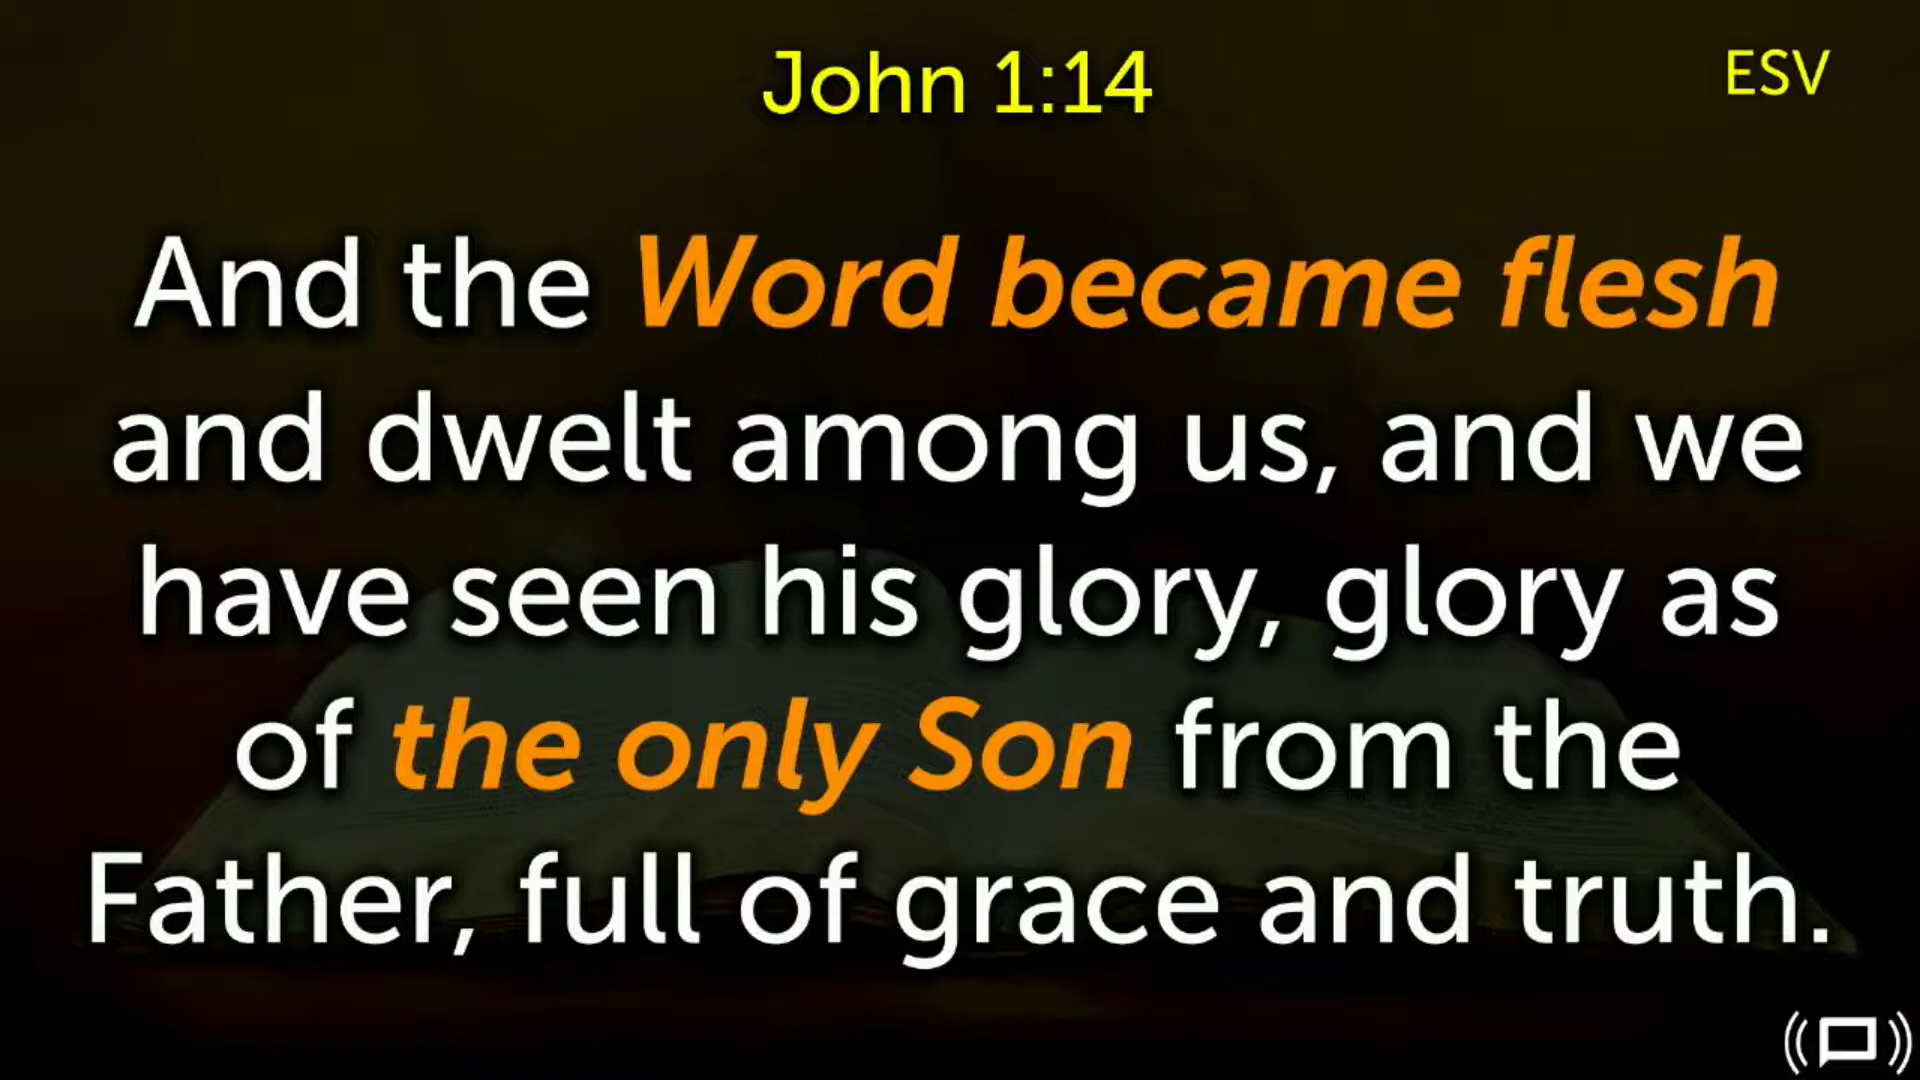 John 1:14
ESV
And the Word became flesh
and dwelt among us, and we
have seen his glory, glory as
of the only Son from the
Father, full of grace and truth.